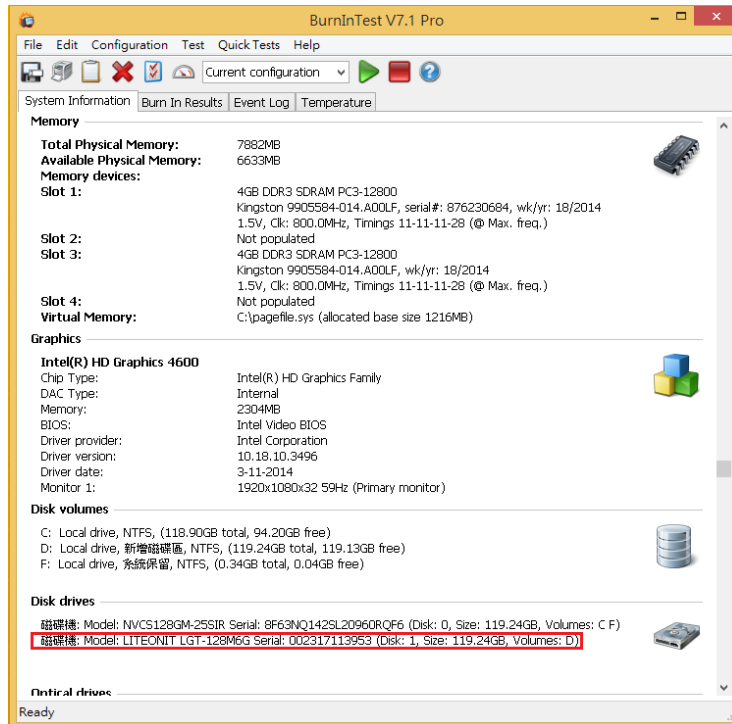 BurnInTest V7.1 Pro
File Edit Configuration Test Quick Tests Help
Current configuration
System Information Burn In Results Event Log Temperature
Memory
Total Physical Memory: 7882MB
Available Physical Memory: 6633MB
Memory devices:
Slot 1: 4GB DDR3 SDRAM PC3-12800
Kingston 9905584-014.A00LF, serial#: 876230684, wk/yr: 18/2014
1.5V, Clk: 800.0MHz, Timings 11-11-11-28 (@ Max. freq.)
Slot 2: Not populated
Slot 3: 4GB DDR3 SDRAM PC3-12800
Kingston 9905584-014.A00LF, wk/yr: 18/2014
1.5V, Clk: 800.0MHz, Timings 11-11-11-28 (@ Max. freq.)
Slot 4: Not populated
Virtual Memory: C:\pagefile.sys (allocated base size 1216MB)
Graphics
Intel(R) HD Graphics 4600
Chip Type: Intel(R) HD Graphics Family
DAC Type: Internal
Memory: 2304MB
BIOS: Intel Video BIOS
Driver provider: Intel Corporation
Driver version: 10.18.10.3496
Driver date: 3-11-2014
Monitor 1: 1920x1080x32 59Hz (Primary monitor)
Disk volumes
C: Local drive, NTFS, (118.90GB total, 94.20GB free)
D: Local drive, 新增磁碟區, NTFS, (119.24GB total, 119.13GB free)
F: Local drive, 系統保留, NTFS, (0.34GB total, 0.04GB free)
Disk drives
磁碟機: Model: NVCS128GM-25SIR Serial: 8F63NQ142SL20960RQF6 (Disk: 0, Size: 119.24GB, Volumes: C F)
磁碟機: Model: LITEONIT LGT-128M6G Serial: 002317113953 (Disk: 1, Size: 119.24GB, Volumes: D)
Optical drives
Ready